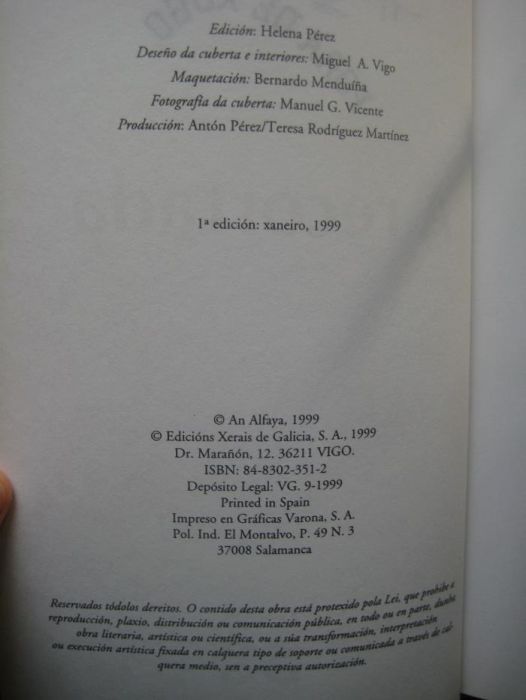 Edición: Helena Pérez
Deseño da cuberta e interiores: Miguel A. Vigo
Maquetación: Bernardo Menduíña
Fotografía da cuberta: Manuel G. Vicente
Producción: Antón Pérez/Teresa Rodríguez Martínez
1ª edición: xaneiro, 1999
© An Alfaya, 1999
© Edicións Xerais de Galicia, S. A., 1999
Dr. Marañón, 12. 36211 VIGO.
ISBN: 84-8302-351-2
Depósito Legal: VG. 9-1999
Printed in Spain
Impreso en Gráficas Varona, S. A.
Pol. Ind. El Montalvo, P. 49 N. 3
37008 Salamanca
Reservados tódolos dereitos. O contido desta obra está protexido pola Lei, que prohibe a
reproducción, plaxio, distribución ou comunicación pública, en todo ou en parte, dunha
obra literaria, artística ou científica, ou a súa transformación, interpretación
ou execución artística fixada en calquera tipo de soporte ou comunicada a través de cal-
quera medio, sen a preceptiva autorización.